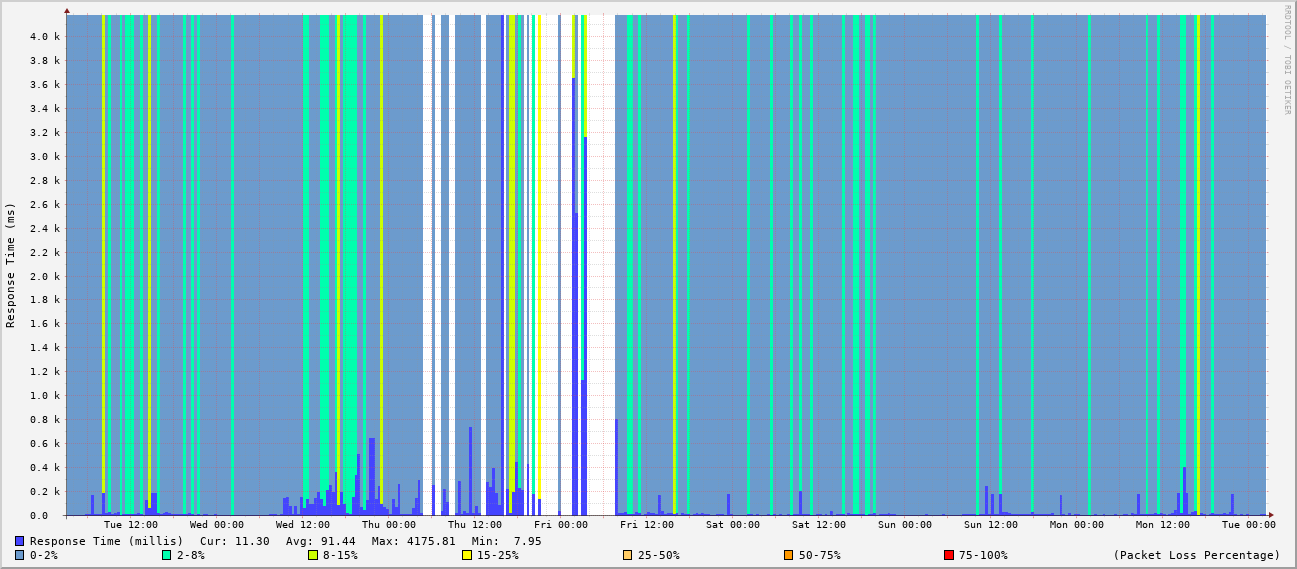 4.0 k
3.8 k
3.6 k
3.4 k
3.2 k
3.0 k
2.8 k
2.6 k
2.4 k
2.2 k
2.0 k
1.8 k
1.6 k
1.4 k
1.2 k
1.0 k
0.8 k
0.6 k
0.4 k
0.2 k
0.0
Response Time (ms)
RRDTOOL / TOBI OETIKER
Tue 12:00 Wed 00:00 Wed 12:00 Thu 00:00 Thu 12:00 Fri 00:00 Fri 12:00 Sat 00:00 Sat 12:00 Sun 00:00 Sun 12:00 Mon 00:00 Mon 12:00 Tue 00:00
Response Time (millis) Cur: 11.30 Avg: 91.44 Max: 4175.81 Min: 7.95
0-2% 2-8% 8-15% 15-25% 25-50% 50-75% 75-100% (Packet Loss Percentage)